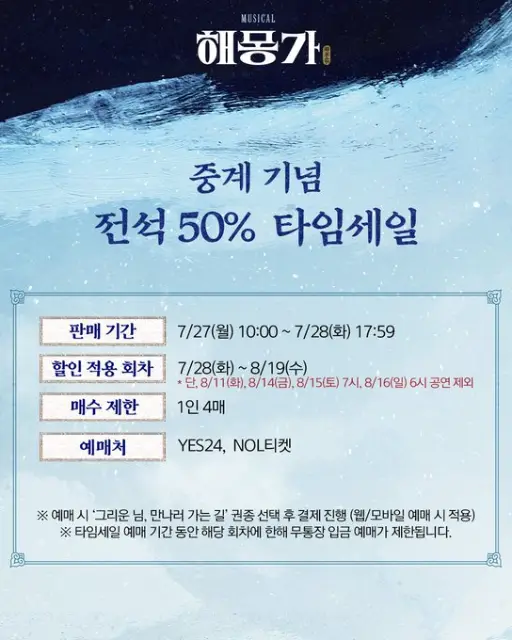 MUSICAL
해몽가
중계 기념
전석 50% 타임세일
판매 기간 7/27(월) 10:00 ~ 7/28(화) 17:59
할인 적용 회차 7/28(화) ~ 8/19(수)
* 단, 8/11(화), 8/14(금), 8/15(토) 7시, 8/16(일) 6시 공연 제외
매수 제한 1인 4매
예매처 YES24, NOL티켓
※ 예매 시 ‘그리운 님, 만나러 가는 길’ 권종 선택 후 결제 진행 (웹/모바일 예매 시 적용)
※ 타임세일 예매 기간 동안 해당 회차에 한해 무통장 입금 예매가 제한됩니다.